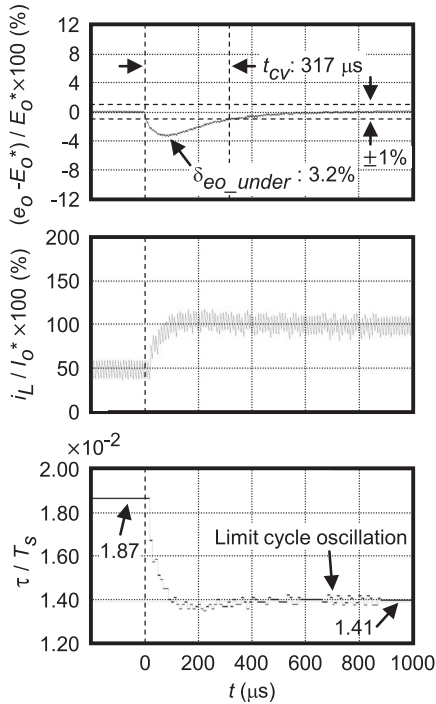 (e_o -E_o*) / E_o*×100 (%)
12
8
4
0
-4
-8
-12
t_cv: 317 μs
δ_eo_under : 3.2%
±1%
i_L / I_o*×100 (%)
200
150
100
50
0
×10⁻²
τ / T_s
2.00
1.80
1.60
1.40
1.20
1.87
Limit cycle oscillation
1.41
0 200 400 600 800 1000
t (μs)